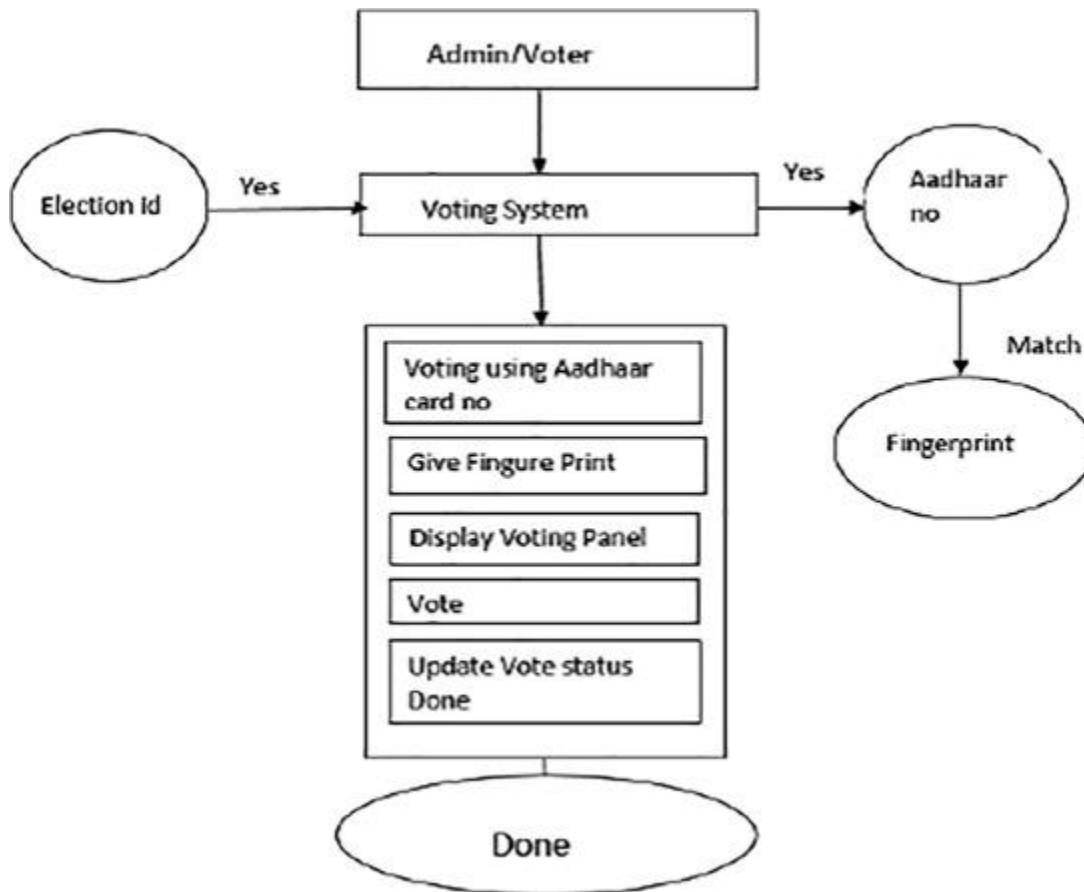 Admin/Voter
Election Id
Yes
Voting System
Yes
Aadhaar
no
Match
Fingerprint
Voting using Aadhaar
card no
Give Fingure Print
Display Voting Panel
Vote
Update Vote status
Done
Done